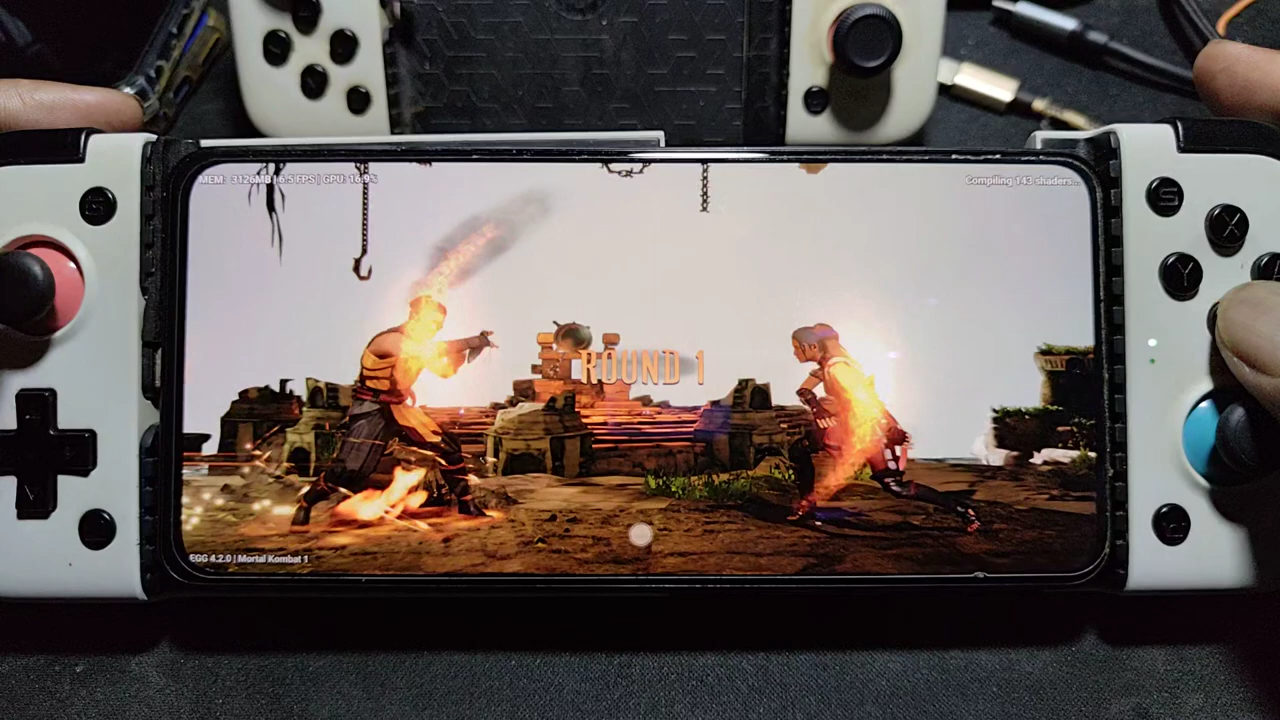 MEM: 3126MB | 6.5 FPS | GPU: 16.9%
Compiling 143 shaders...
S
X
Y
ROUND 1
EGG 4.2.0 | Mortal Kombat 1